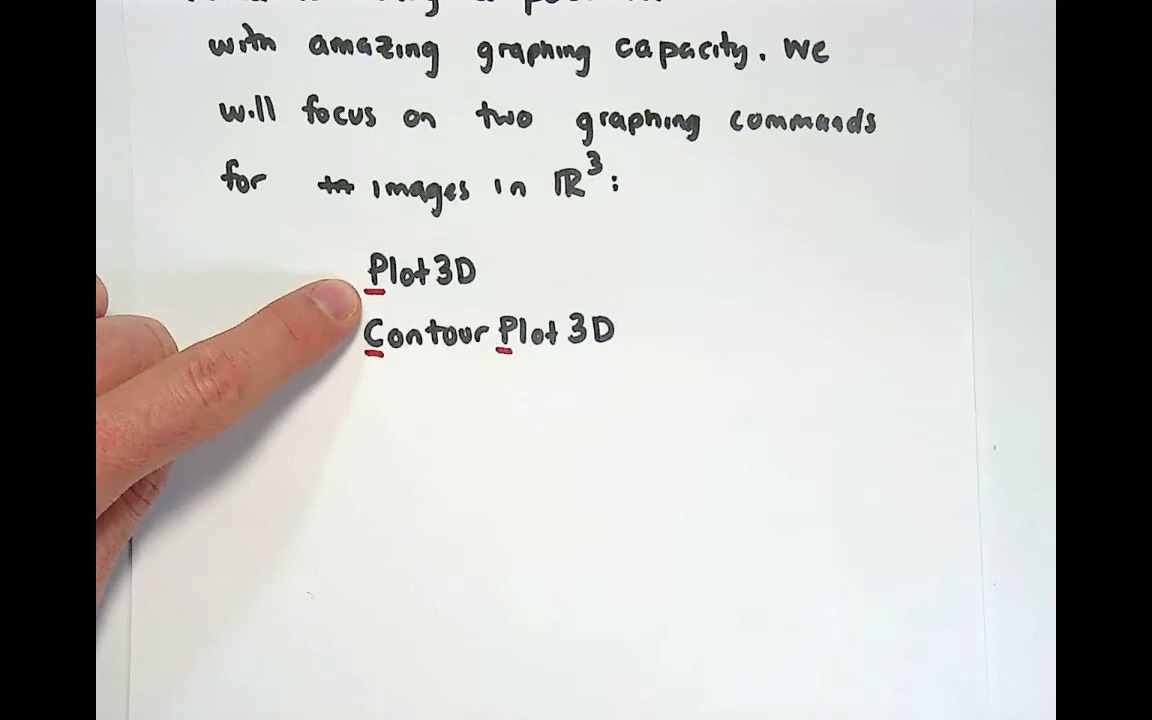 with amazing graphing capacity. We
will focus on two graphing commands
for images in ℝ³:
Plot3D
ContourPlot3D